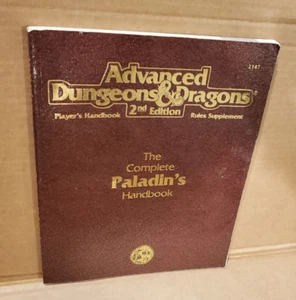 2147
Advanced
Dungeons & Dragons®
2nd Edition
Player's Handbook Rules Supplement
The
Complete
Paladin's
Handbook